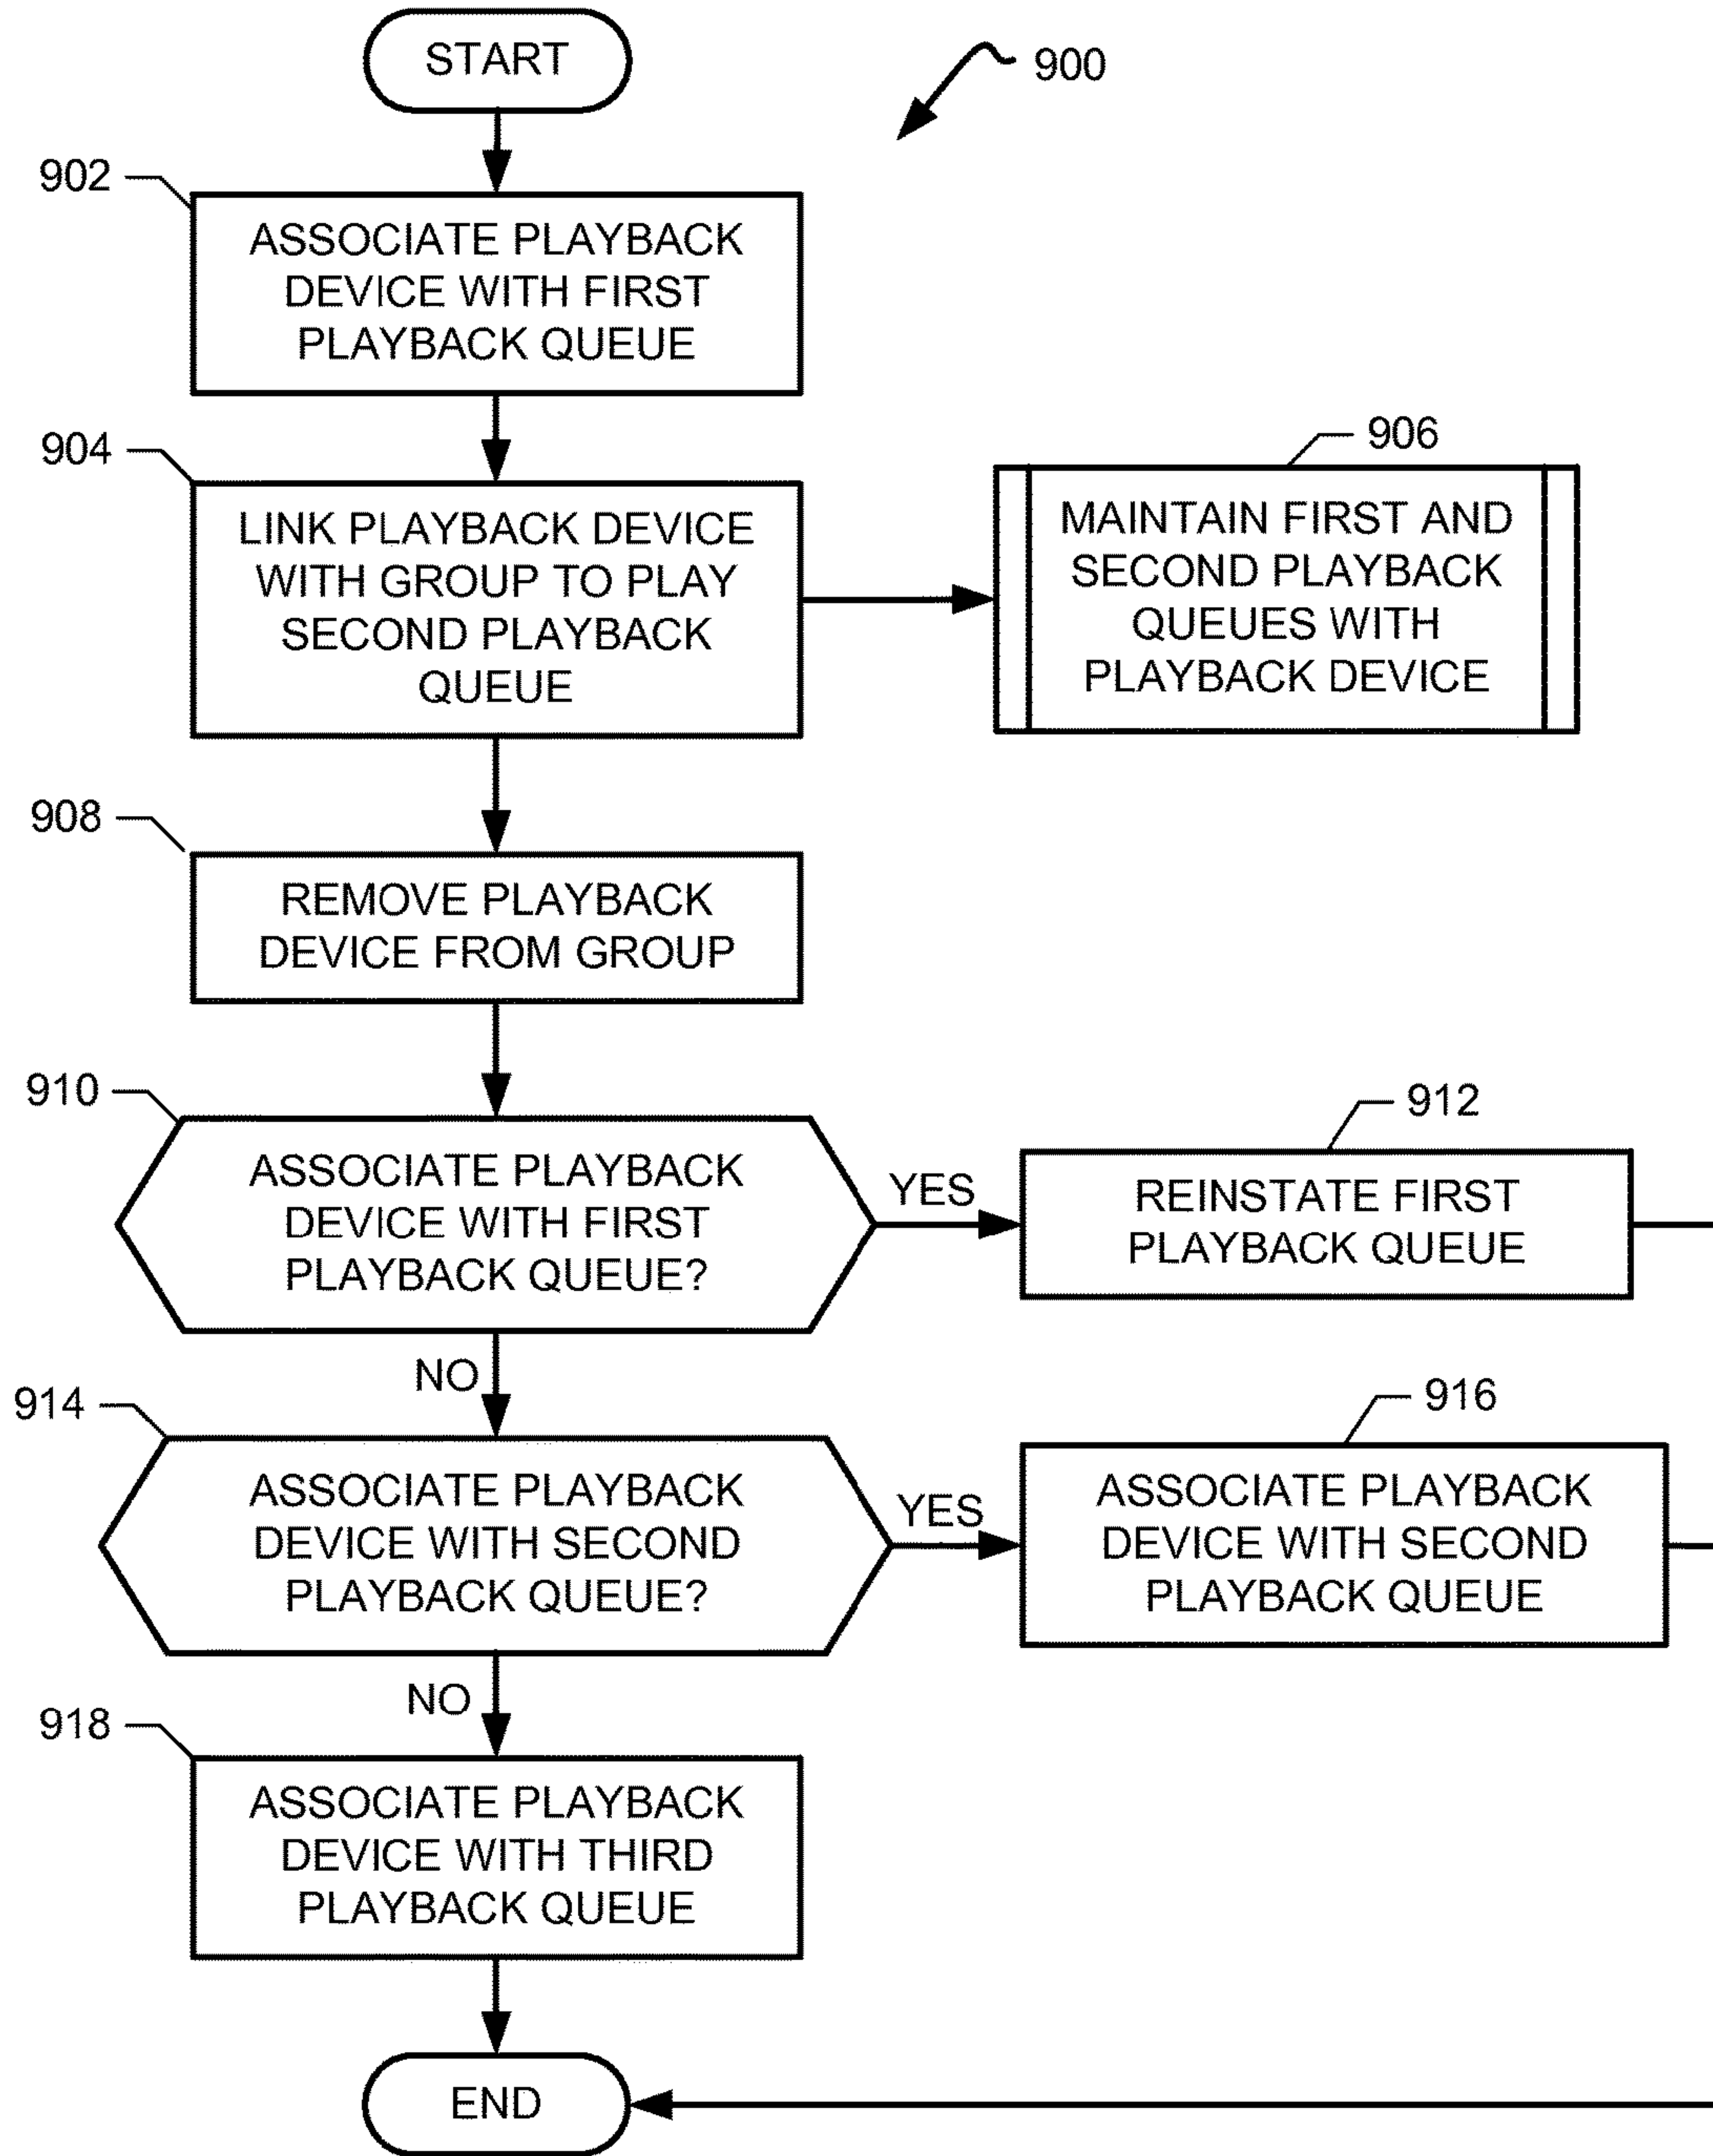 START
900
902
ASSOCIATE PLAYBACK
DEVICE WITH FIRST
PLAYBACK QUEUE
904
LINK PLAYBACK DEVICE
WITH GROUP TO PLAY
SECOND PLAYBACK
QUEUE
906
MAINTAIN FIRST AND
SECOND PLAYBACK
QUEUES WITH
PLAYBACK DEVICE
908
REMOVE PLAYBACK
DEVICE FROM GROUP
910
ASSOCIATE PLAYBACK
DEVICE WITH FIRST
PLAYBACK QUEUE?
YES
912
REINSTATE FIRST
PLAYBACK QUEUE
NO
914
ASSOCIATE PLAYBACK
DEVICE WITH SECOND
PLAYBACK QUEUE?
YES
916
ASSOCIATE PLAYBACK
DEVICE WITH SECOND
PLAYBACK QUEUE
NO
918
ASSOCIATE PLAYBACK
DEVICE WITH THIRD
PLAYBACK QUEUE
END